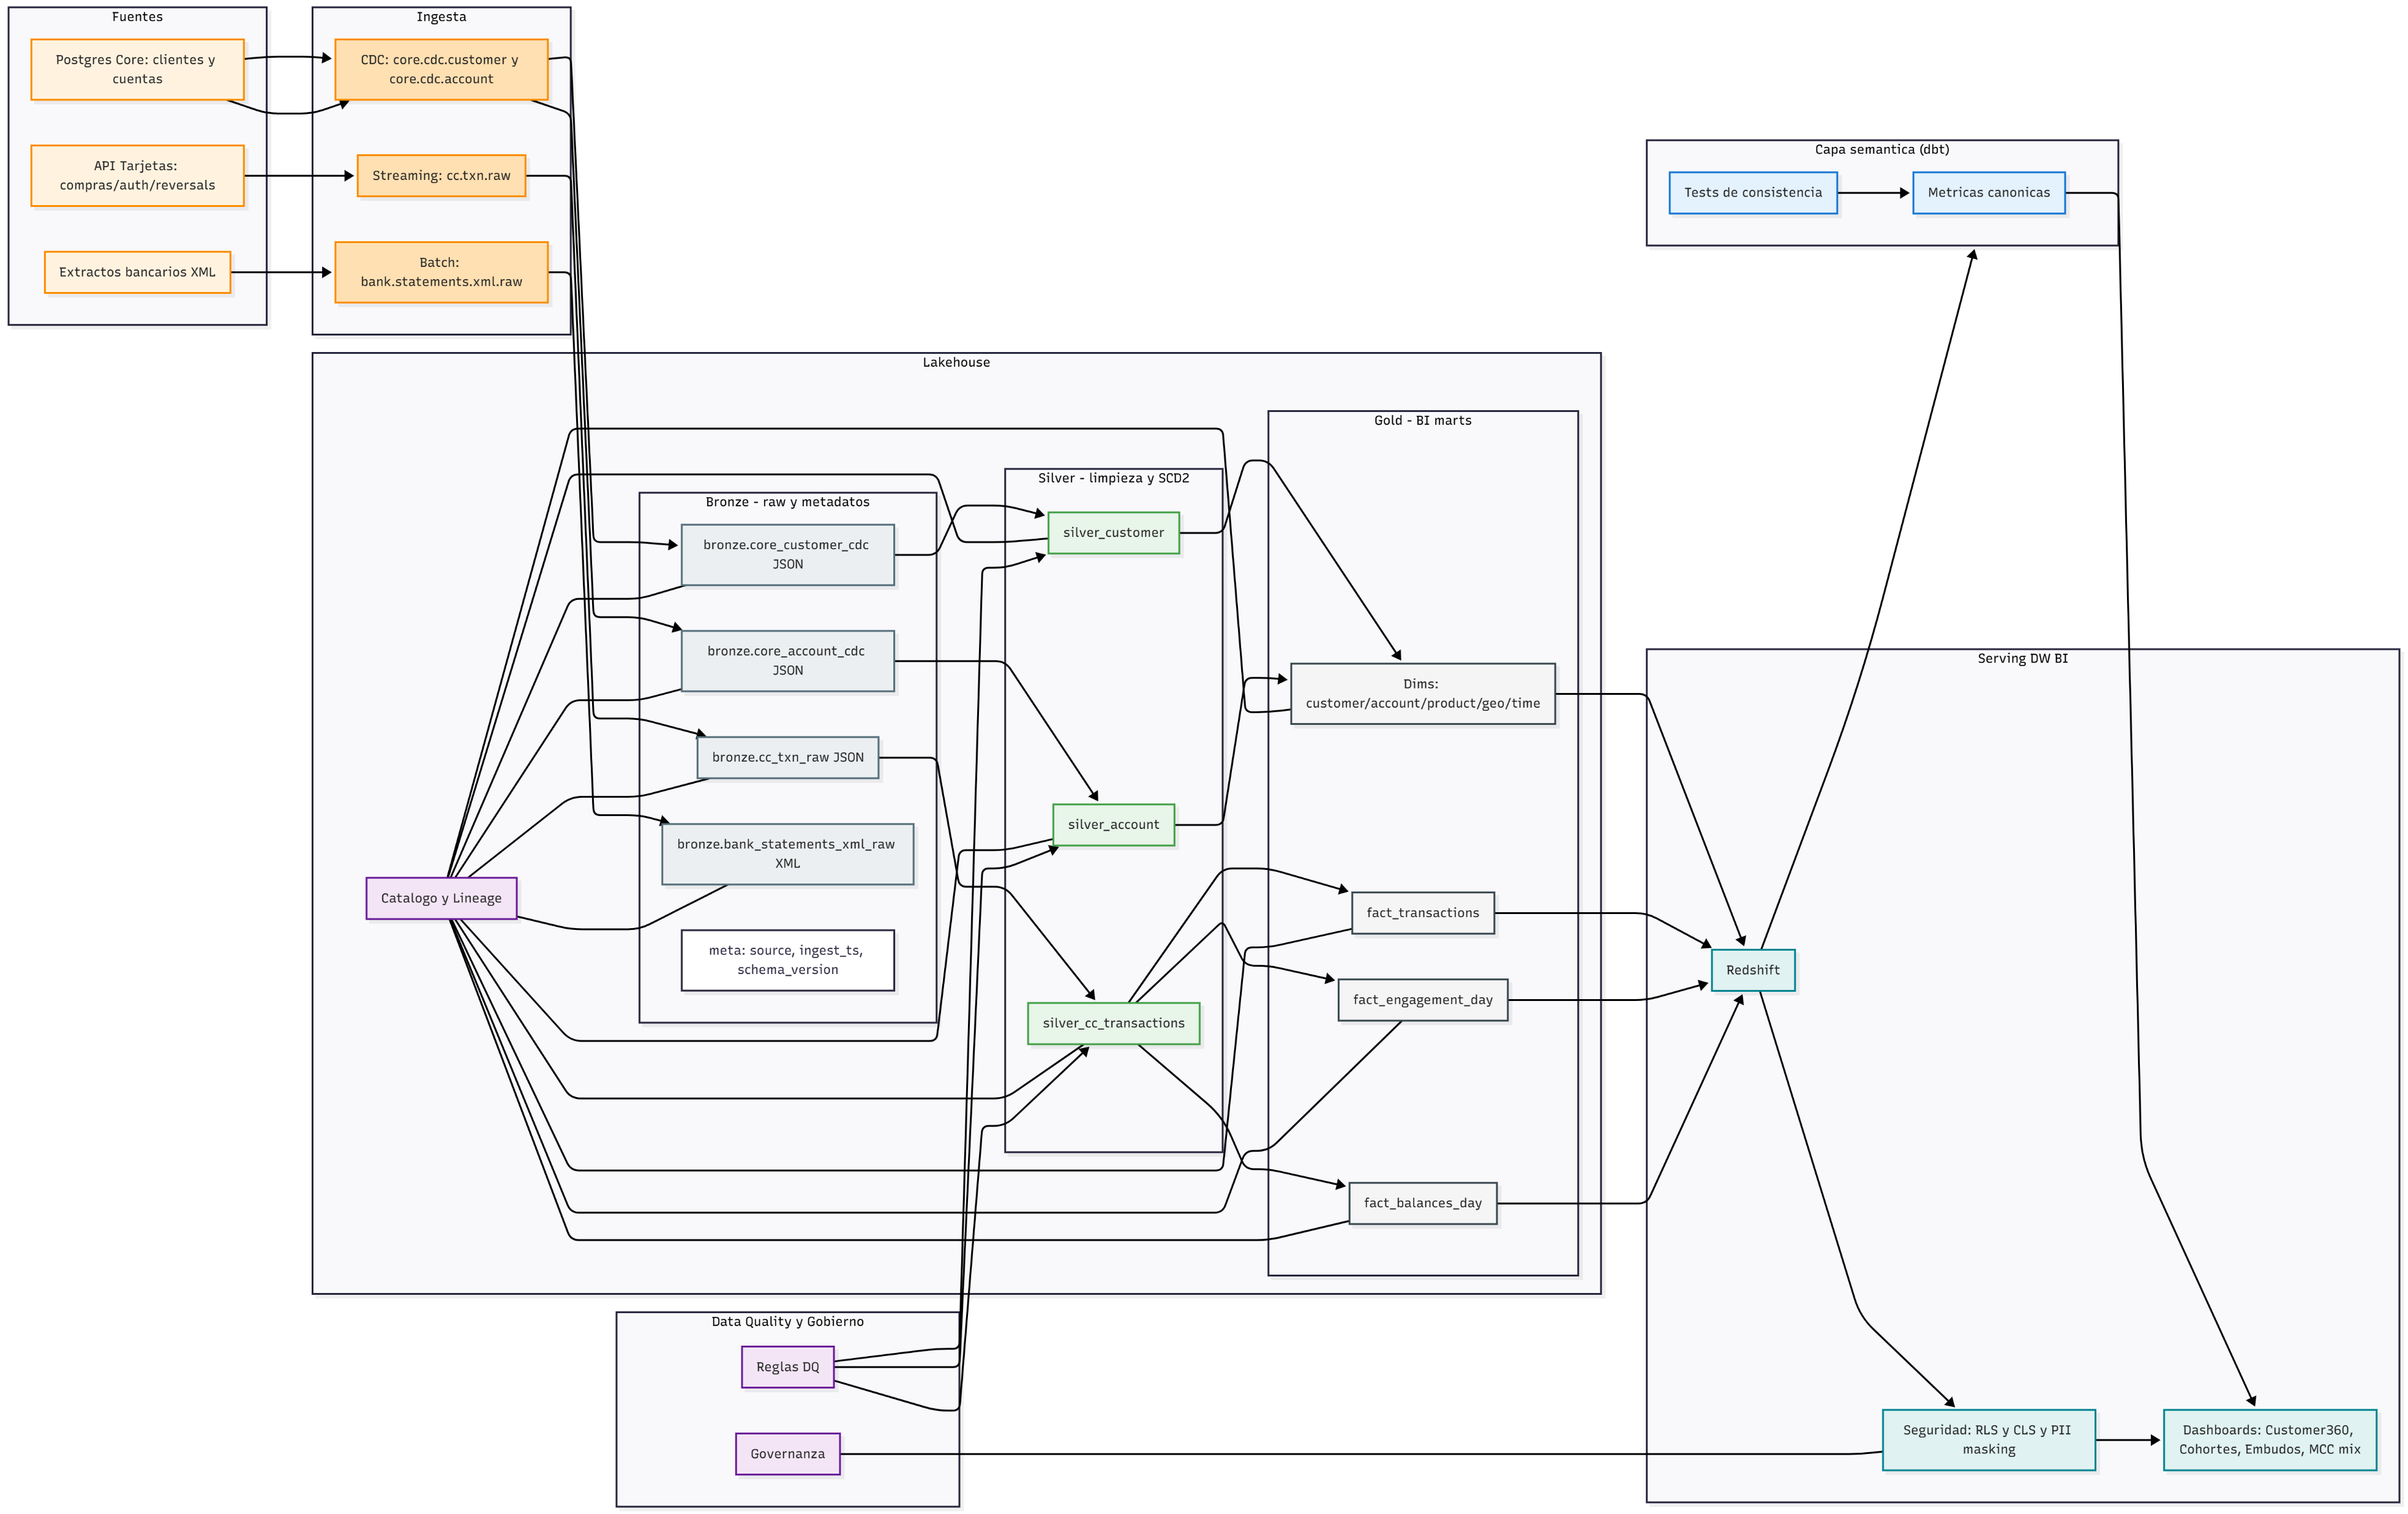 Fuentes
Postgres Core: clientes y
cuentas
API Tarjetas:
compras/auth/reversals
Extractos bancarios XML
Ingesta
CDC: core.cdc.customer y
core.cdc.account
Streaming: cc.txn.raw
Batch:
bank.statements.xml.raw
Capa semantica (dbt)
Tests de consistencia
Metricas canonicas
Lakehouse
Catalogo y Lineage
Bronze - raw y metadatos
bronze.core_customer_cdc
JSON
bronze.core_account_cdc
JSON
bronze.cc_txn_raw JSON
bronze.bank_statements_xml_raw
XML
meta: source, ingest_ts,
schema_version
Silver - limpieza y SCD2
silver_customer
silver_account
silver_cc_transactions
Gold - BI marts
Dims:
customer/account/product/geo/time
fact_transactions
fact_engagement_day
fact_balances_day
Serving DW BI
Redshift
Seguridad: RLS y CLS y PII
masking
Dashboards: Customer360,
Cohortes, Embudos, MCC mix
Data Quality y Gobierno
Reglas DQ
Governanza